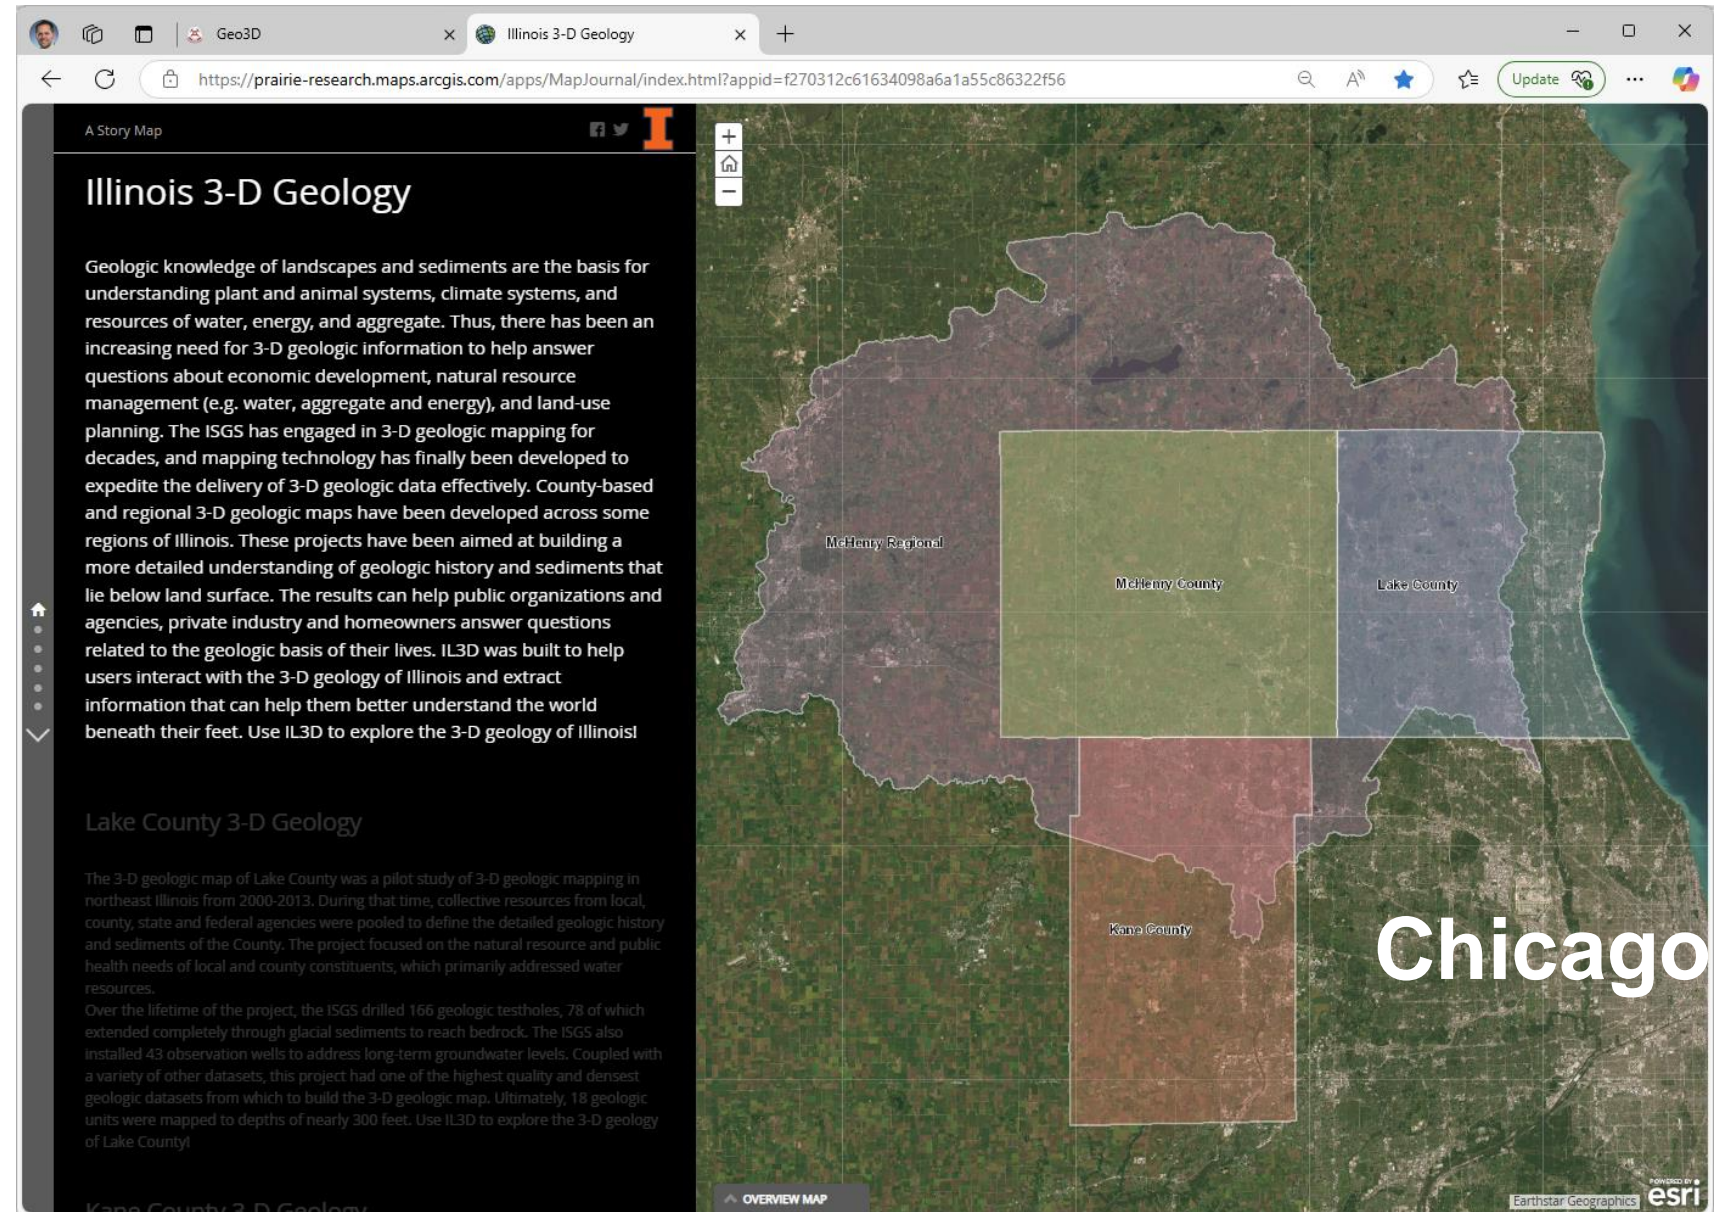 Geo3D
Illinois 3-D Geology
https://prairie-research.maps.arcgis.com/apps/MapJournal/index.html?appid=f270312c61634098a6a1a55c86322f56
Update
A Story Map
Illinois 3-D Geology
Geologic knowledge of landscapes and sediments are the basis for
understanding plant and animal systems, climate systems, and
resources of water, energy, and aggregate. Thus, there has been an
increasing need for 3-D geologic information to help answer
questions about economic development, natural resource
management (e.g. water, aggregate and energy), and land-use
planning. The ISGS has engaged in 3-D geologic mapping for
decades, and mapping technology has finally been developed to
expedite the delivery of 3-D geologic data effectively. County-based
and regional 3-D geologic maps have been developed across some
regions of Illinois. These projects have been aimed at building a
more detailed understanding of geologic history and sediments that
lie below land surface. The results can help public organizations and
agencies, private industry and homeowners answer questions
related to the geologic basis of their lives. IL3D was built to help
users interact with the 3-D geology of Illinois and extract
information that can help them better understand the world
beneath their feet. Use IL3D to explore the 3-D geology of Illinois!
Lake County 3-D Geology
The 3-D geologic map of Lake County was a pilot study of 3-D geologic mapping in
northeast Illinois from 2000-2013. During that time, collective resources from local,
county, state and federal agencies were pooled to define the detailed geologic history
and sediments of the County. The project focused on the natural resource and public
health needs of local and county constituents, which primarily addressed water
resources.
Over the lifetime of the project, the ISGS drilled 166 geologic testholes, 78 of which
extended completely through glacial sediments to reach bedrock. The ISGS also
installed 43 observation wells to address long-term groundwater levels. Coupled with
a variety of other datasets, this project had one of the highest quality and densest
geologic datasets from which to build the 3-D geologic map. Ultimately, 18 geologic
units were mapped to depths of nearly 300 feet. Use IL3D to explore the 3-D geology
of Lake County!
Kane County 3-D Geology
McHenry Regional
McHenry County
Lake County
Kane County
Chicago
OVERVIEW MAP
Earthstar Geographics
POWERED BY
esri